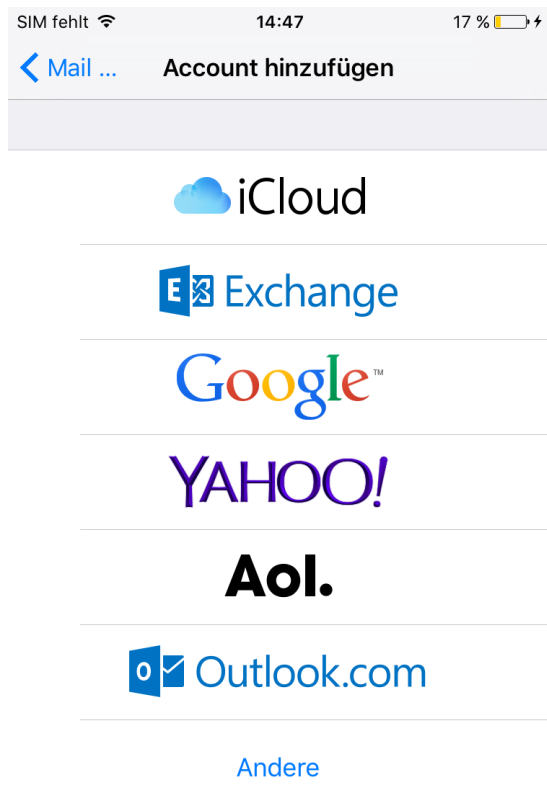 SIM fehlt 14:47 17 %
Mail ... Account hinzufügen
iCloud
E Exchange
Google™
YAHOO!
Aol.
o Outlook.com
Andere